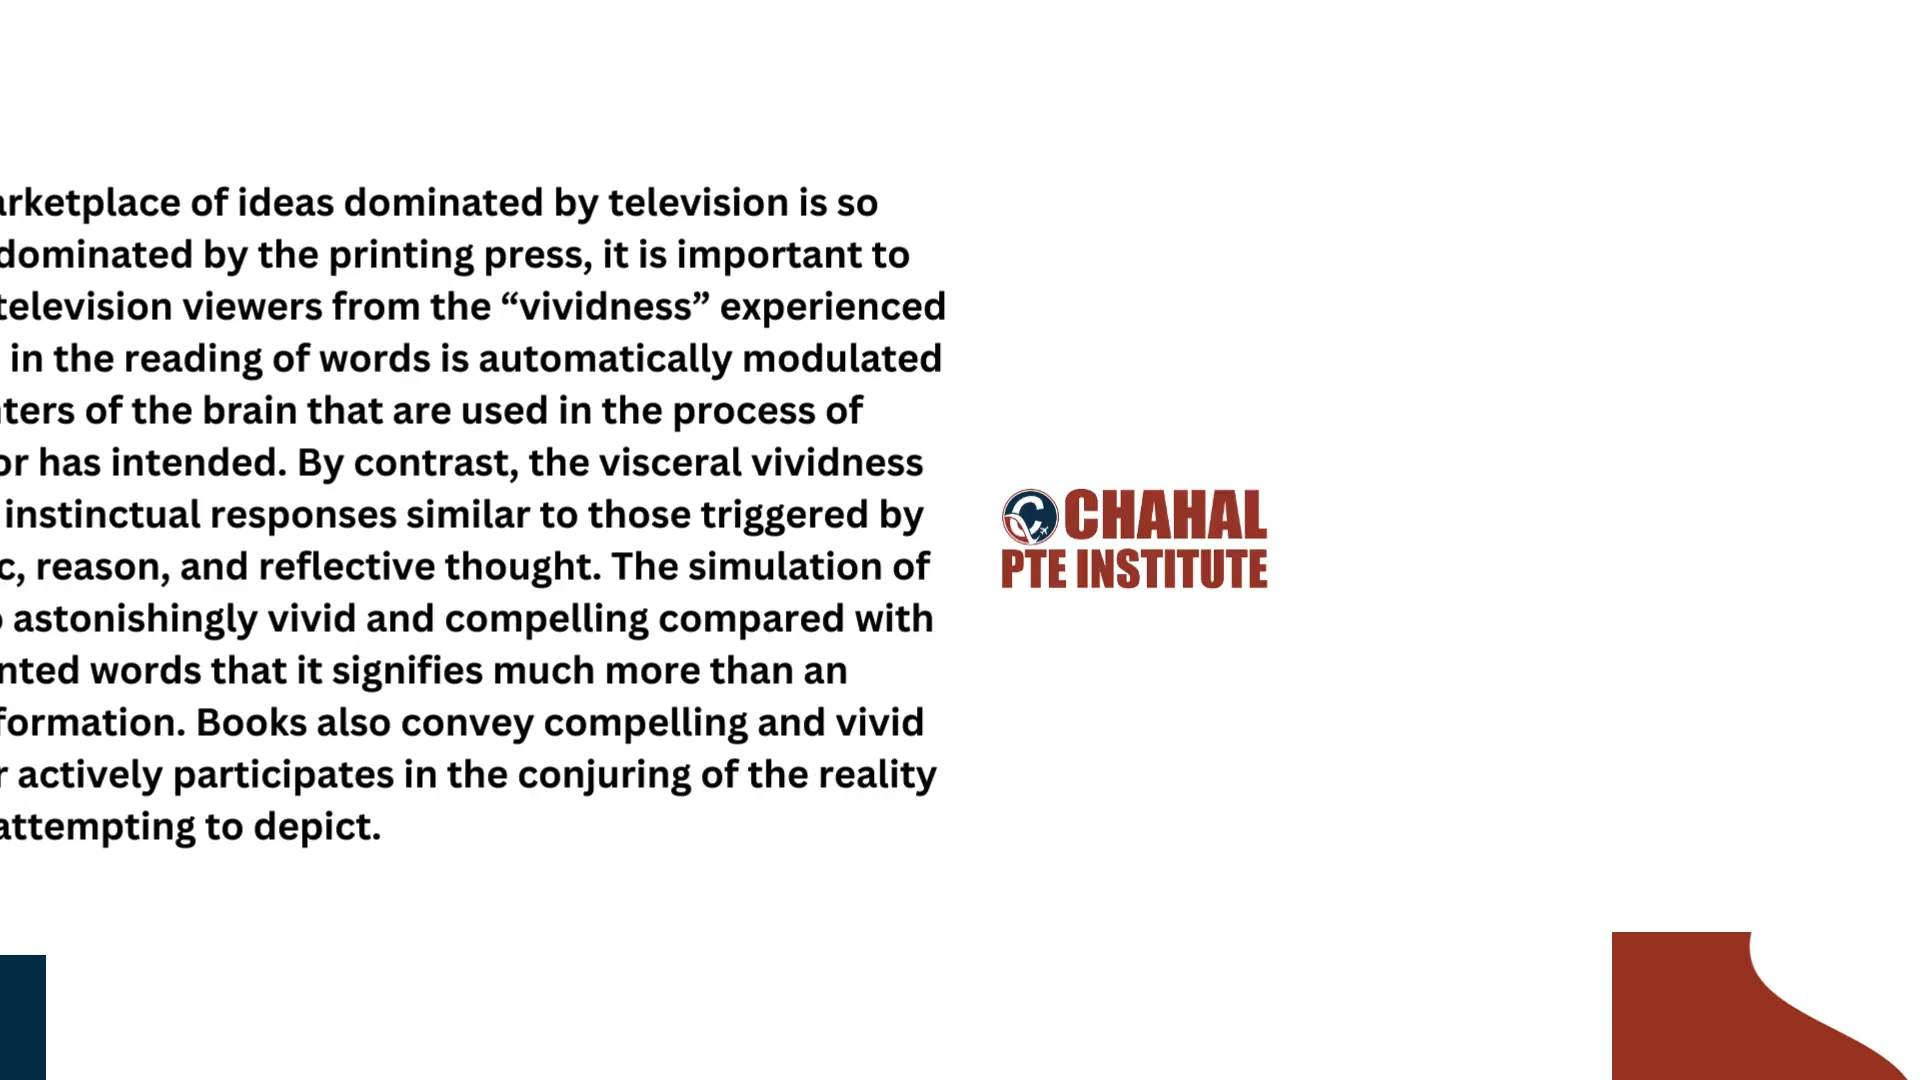 arketplace of ideas dominated by television is so
dominated by the printing press, it is important to
television viewers from the “vividness” experienced
in the reading of words is automatically modulated
ters of the brain that are used in the process of
or has intended. By contrast, the visceral vividness
instinctual responses similar to those triggered by
c, reason, and reflective thought. The simulation of
astonishingly vivid and compelling compared with
nted words that it signifies much more than an
formation. Books also convey compelling and vivid
r actively participates in the conjuring of the reality
attempting to depict.
CHAHAL
PTE INSTITUTE